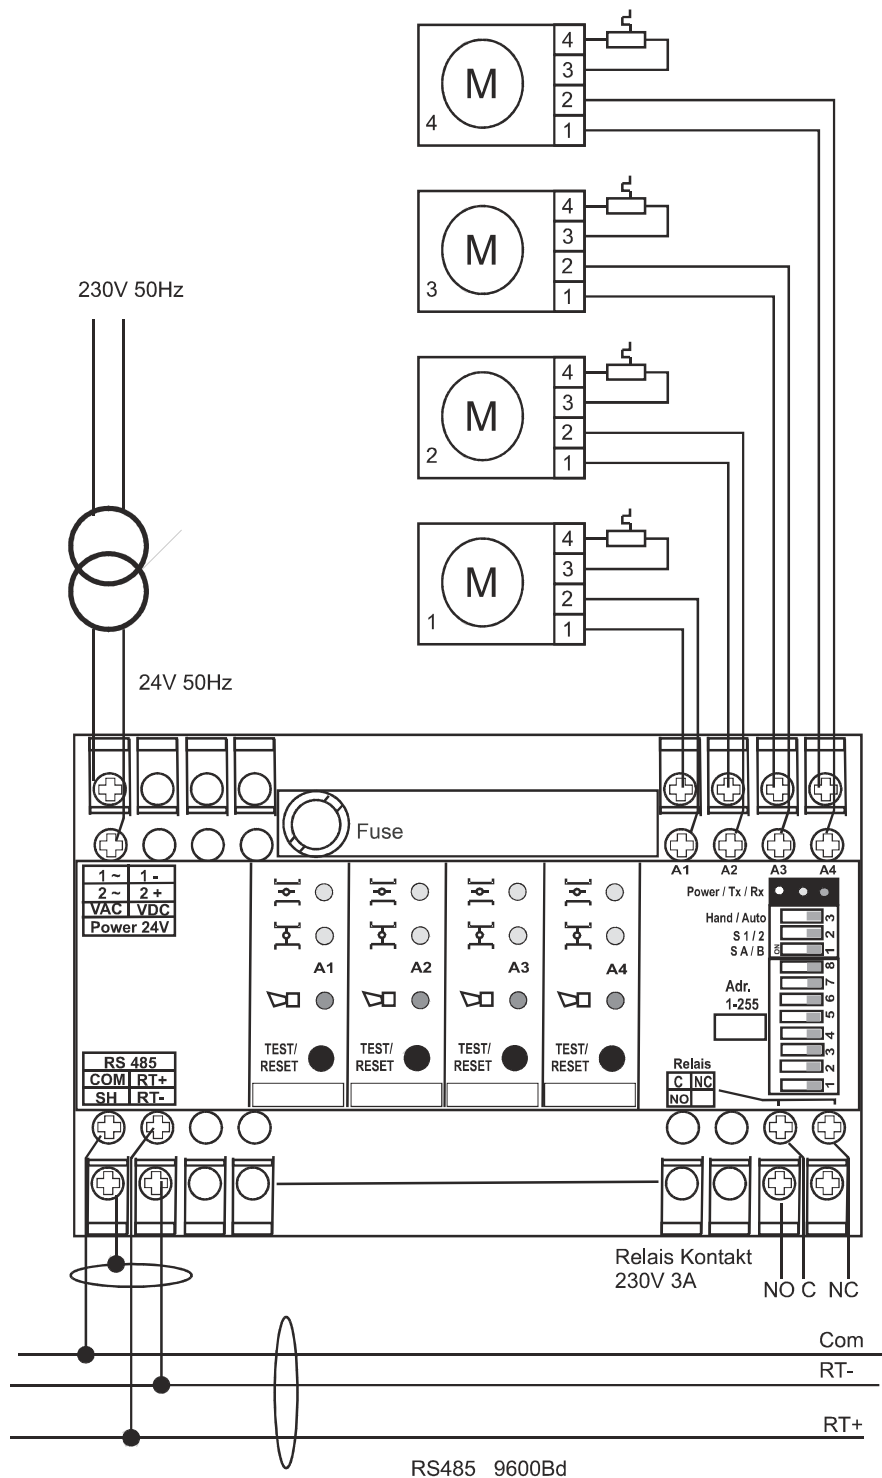 4
3
M
2
4
1
4
3
M
2
3
1
230V 50Hz
4
3
M
2
2
1
4
3
M
2
1
1
24V 50Hz
Fuse
A1 A2 A3 A4
1 ~ 1 -
2 ~ 2 +
VAC VDC
Power 24V
Power / Tx / Rx
Hand / Auto 3
S 1 / 2 2
S A / B ON 1
A1 A2 A3 A4
8
7
Adr. 6
1-255
5
4
3
2
1
TEST/ TEST/ TEST/ TEST/
RESET RESET RESET RESET
RS 485
COM RT+
SH RT-
Relais
C NC
NO
Relais Kontakt
230V 3A
NO C NC
Com
RT-
RT+
RS485 9600Bd